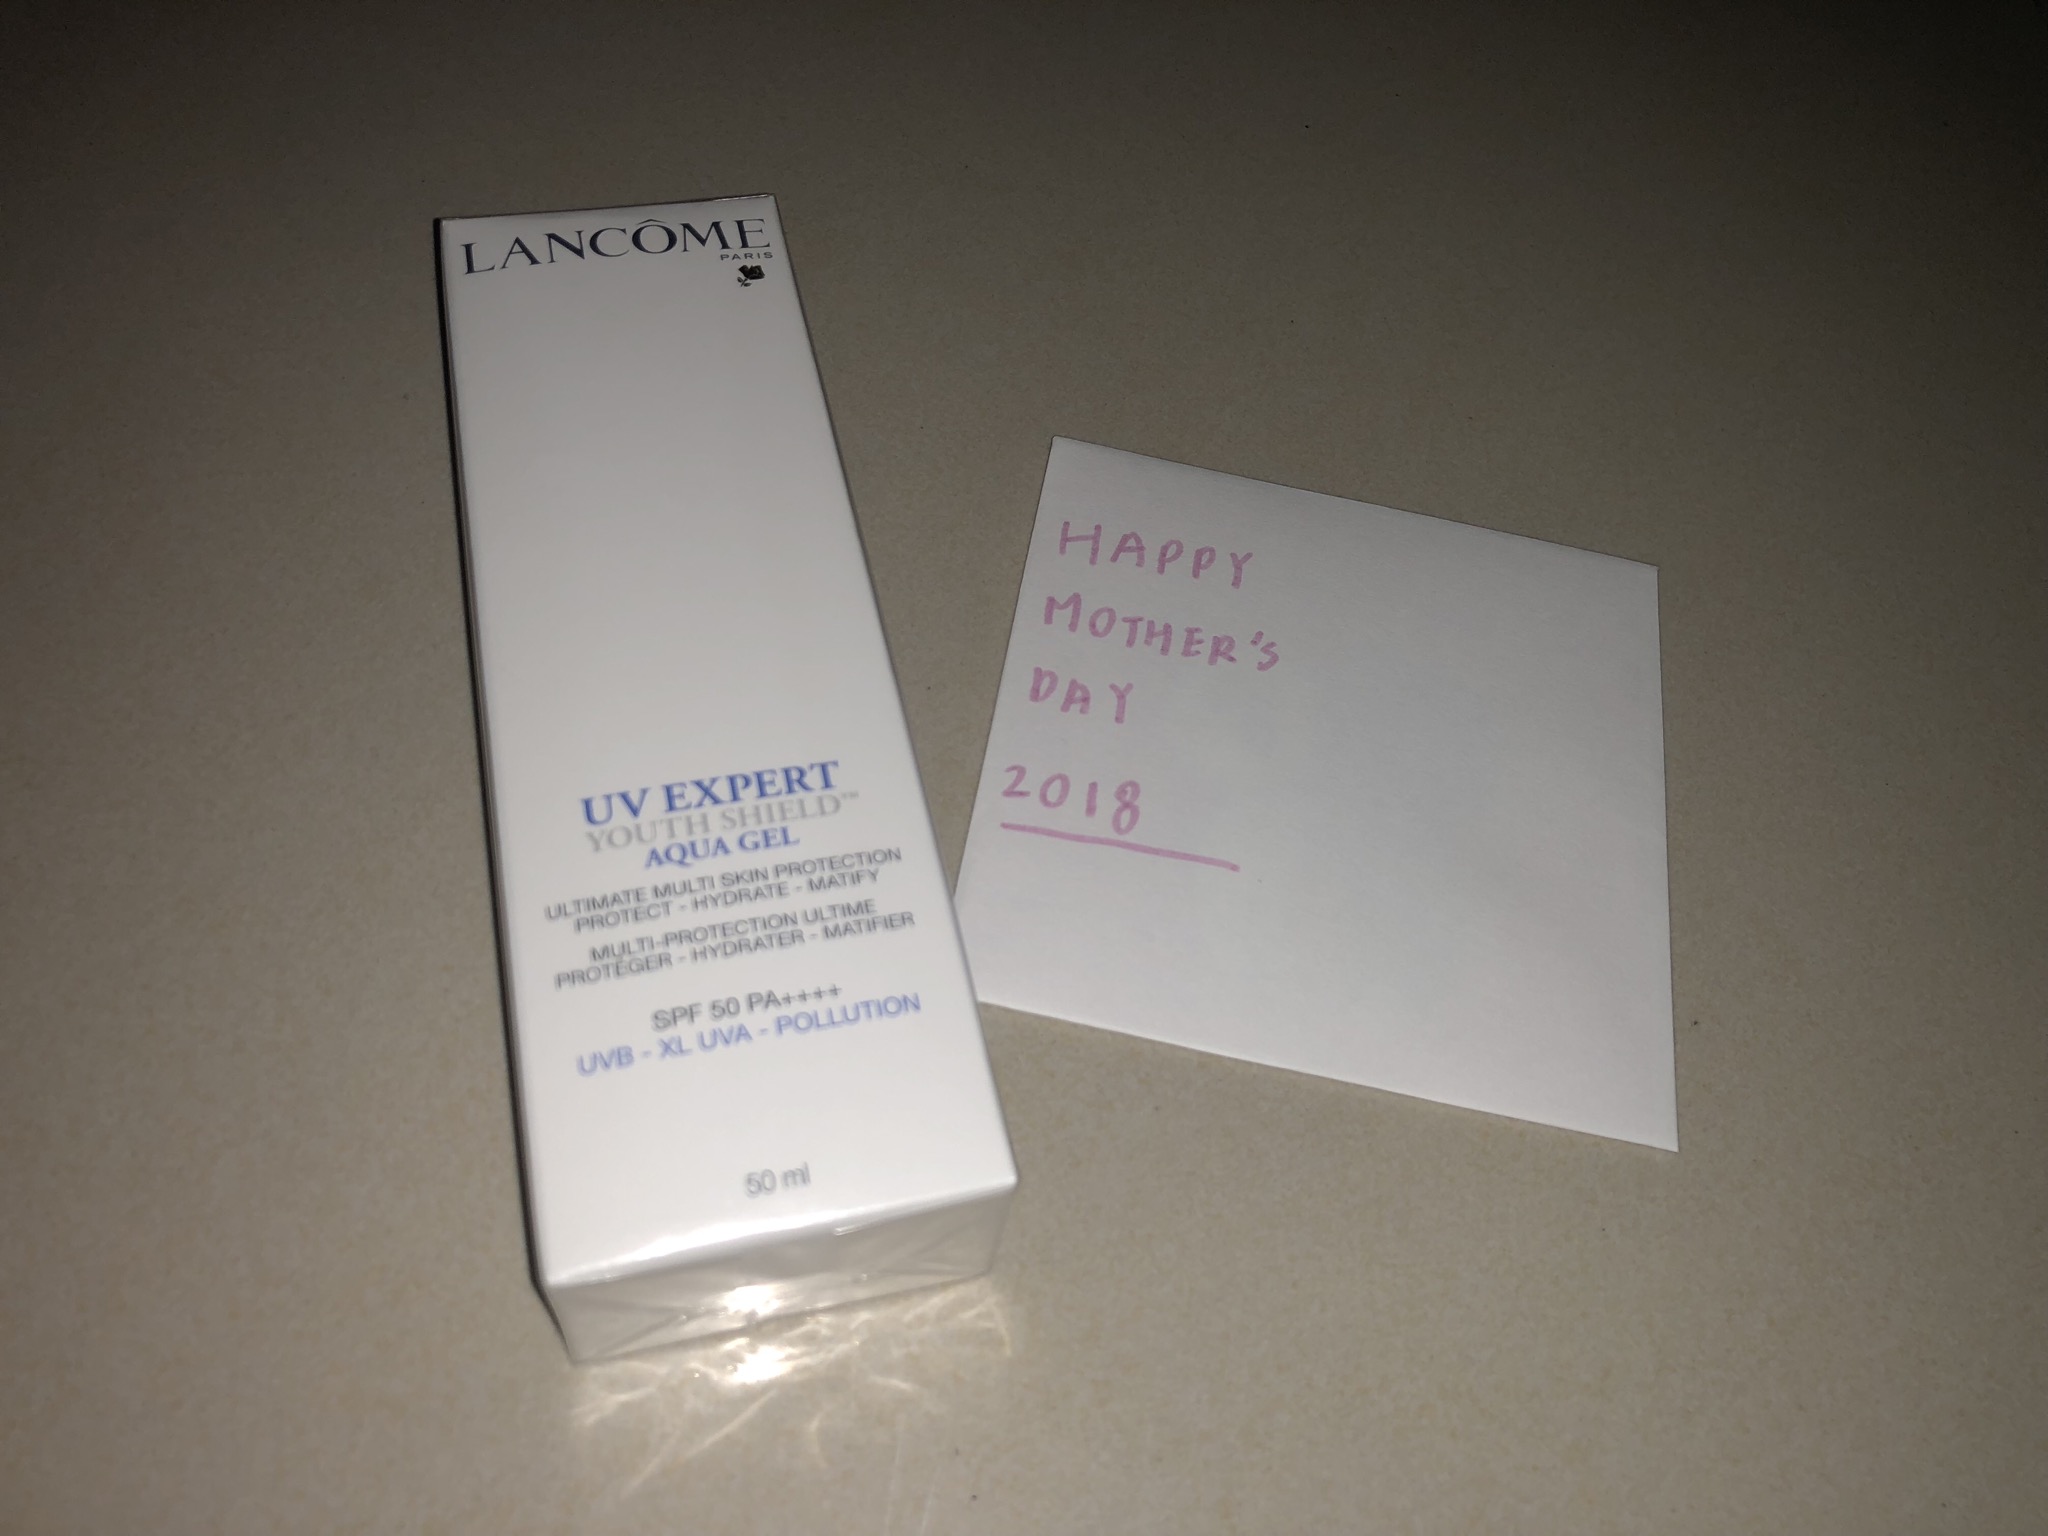 LANCÔME
PARIS
UV EXPERT
YOUTH SHIELD™
AQUA GEL
ULTIMATE MULTI SKIN PROTECTION
PROTECT - HYDRATE - MATIFY
MULTI-PROTECTION ULTIME
PROTÉGER - HYDRATER - MATIFIER
SPF 50 PA++++
UVB - XL UVA - POLLUTION
50 ml
HAPPY
MOTHER'S
DAY
2018